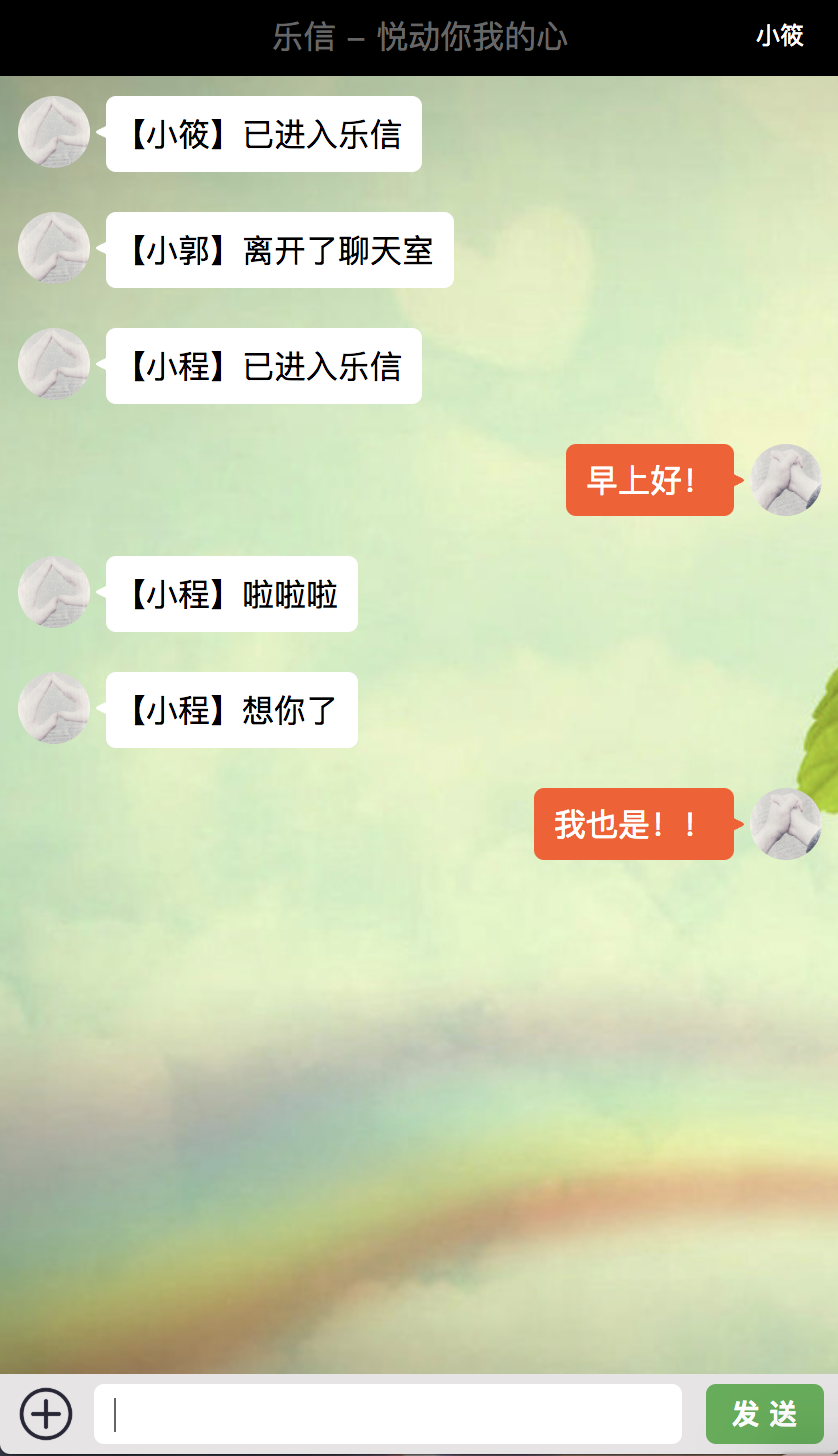 乐信 – 悦动你我的心
小筱
【小筱】已进入乐信
【小郭】离开了聊天室
【小程】已进入乐信
早上好！
【小程】啦啦啦
【小程】想你了
我也是！！
发 送